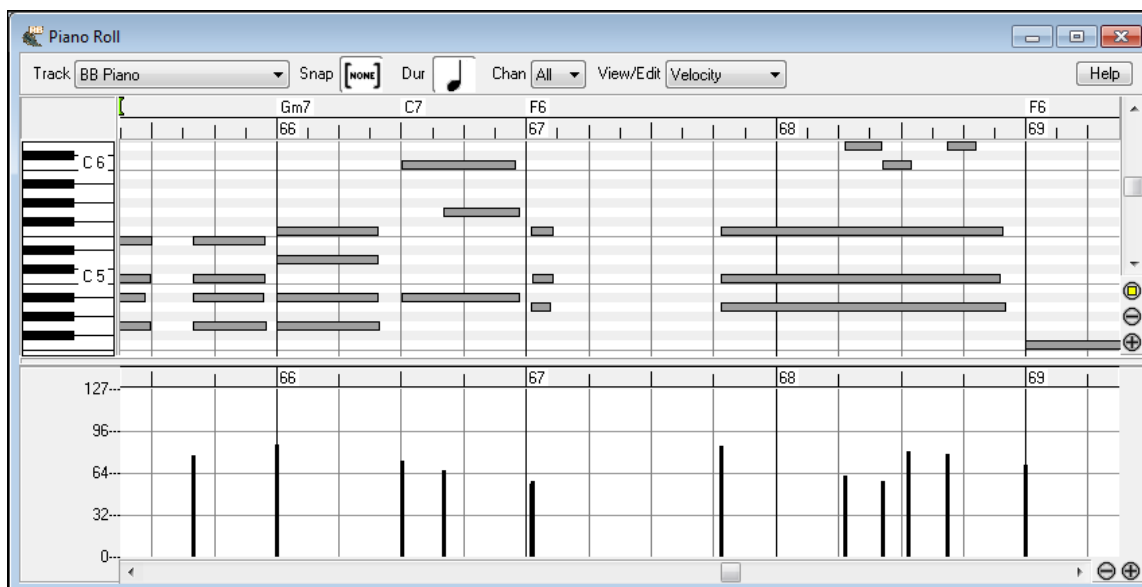 Piano Roll
Track BB Piano Snap [NONE] Dur Chan All View/Edit Velocity Help
Gm7 C7 F6 F6
66 67 68 69
C 6
C 5
66 67 68 69
127
96
64
32
0